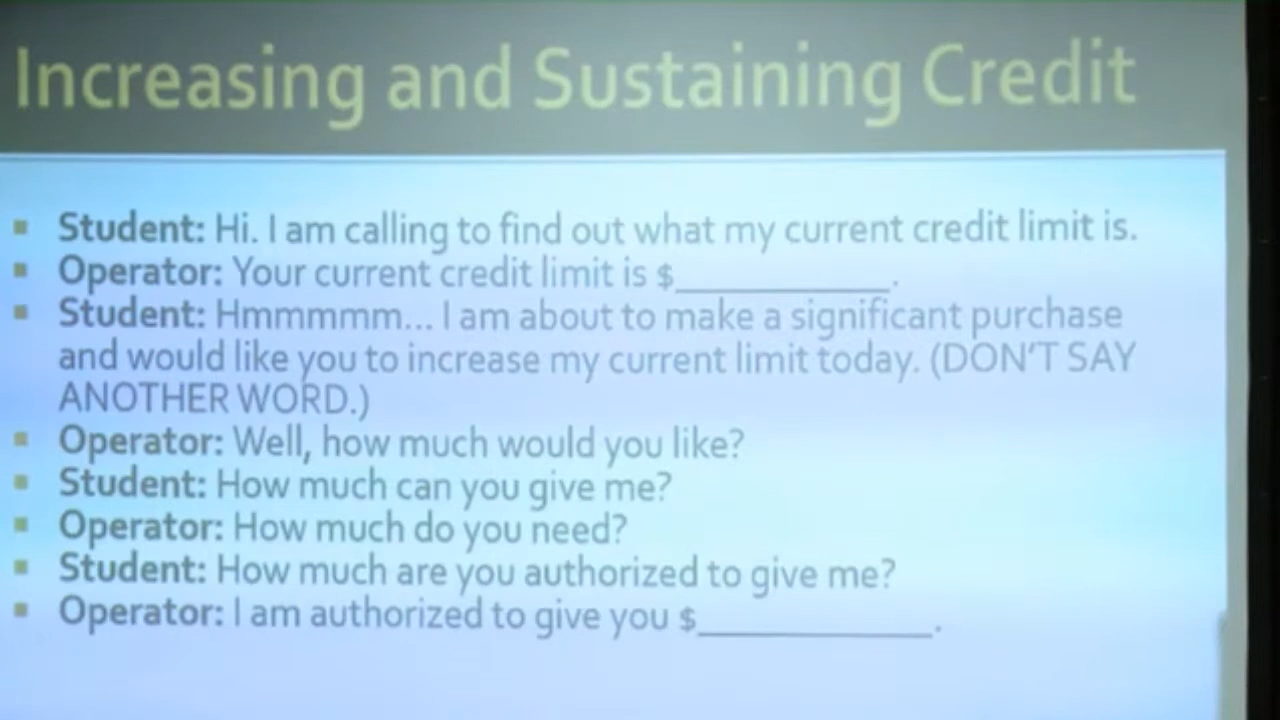 Increasing and Sustaining Credit
▪ Student: Hi. I am calling to find out what my current credit limit is.
▪ Operator: Your current credit limit is $___________.
▪ Student: Hmmmmm... I am about to make a significant purchase
and would like you to increase my current limit today. (DON'T SAY
ANOTHER WORD.)
▪ Operator: Well, how much would you like?
▪ Student: How much can you give me?
▪ Operator: How much do you need?
▪ Student: How much are you authorized to give me?
▪ Operator: I am authorized to give you $____________.